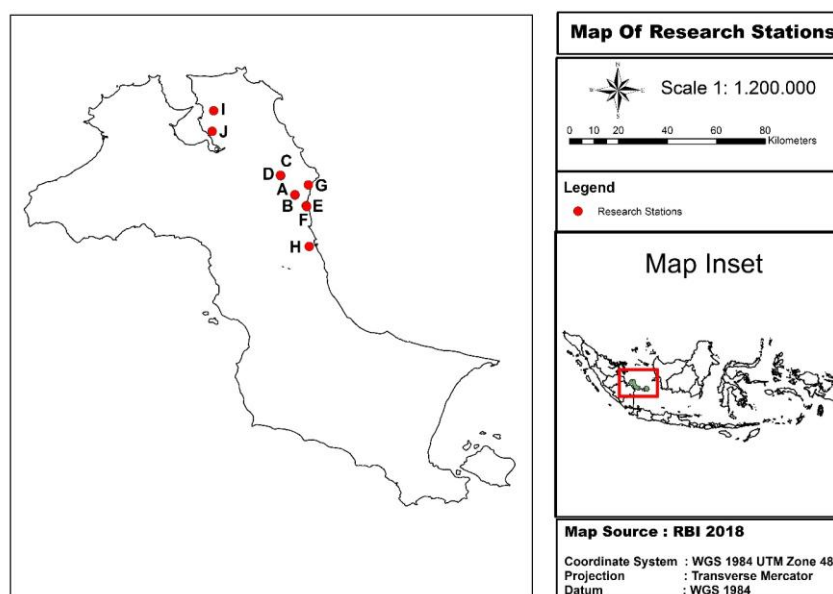 I
J
C
D
A
G
B
E
F
H
Map Of Research Stations
N
Scale 1: 1.200.000
0 10 20 40 60 80
Kilometers
Legend
Research Stations
Map Inset
Map Source : RBI 2018
Coordinate System : WGS 1984 UTM Zone 48
Projection : Transverse Mercator
Datum : WGS 1984